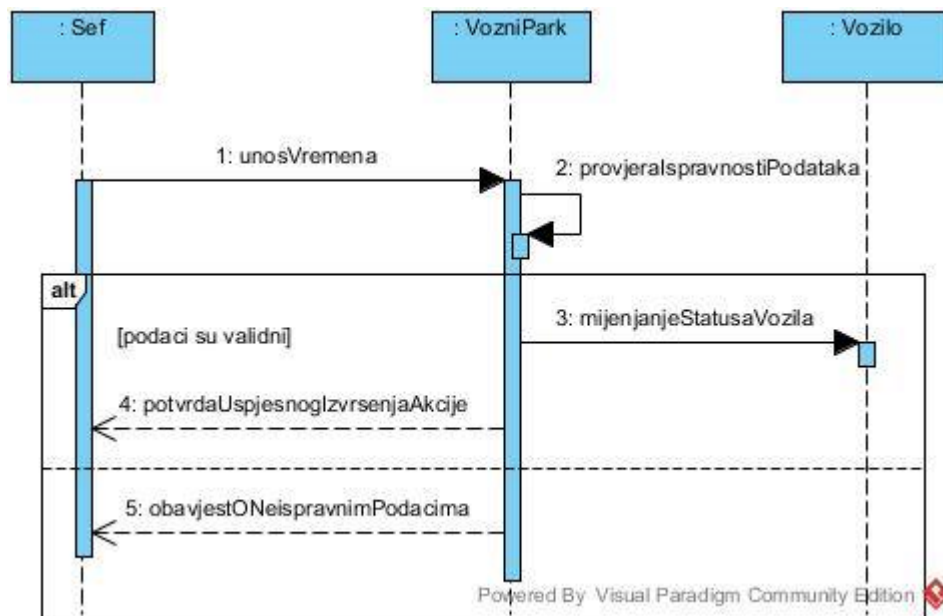 : Sef
: VozniPark
: Vozilo
1: unosVremena
2: provjeraIspravnostiPodataka
alt
3: mijenjanjeStatusaVozila
[podaci su validni]
4: potvrdaUspjesnogIzvrsenjaAkcije
5: obavjestONeispravnimPodacima
Powered By Visual Paradigm Community Edition